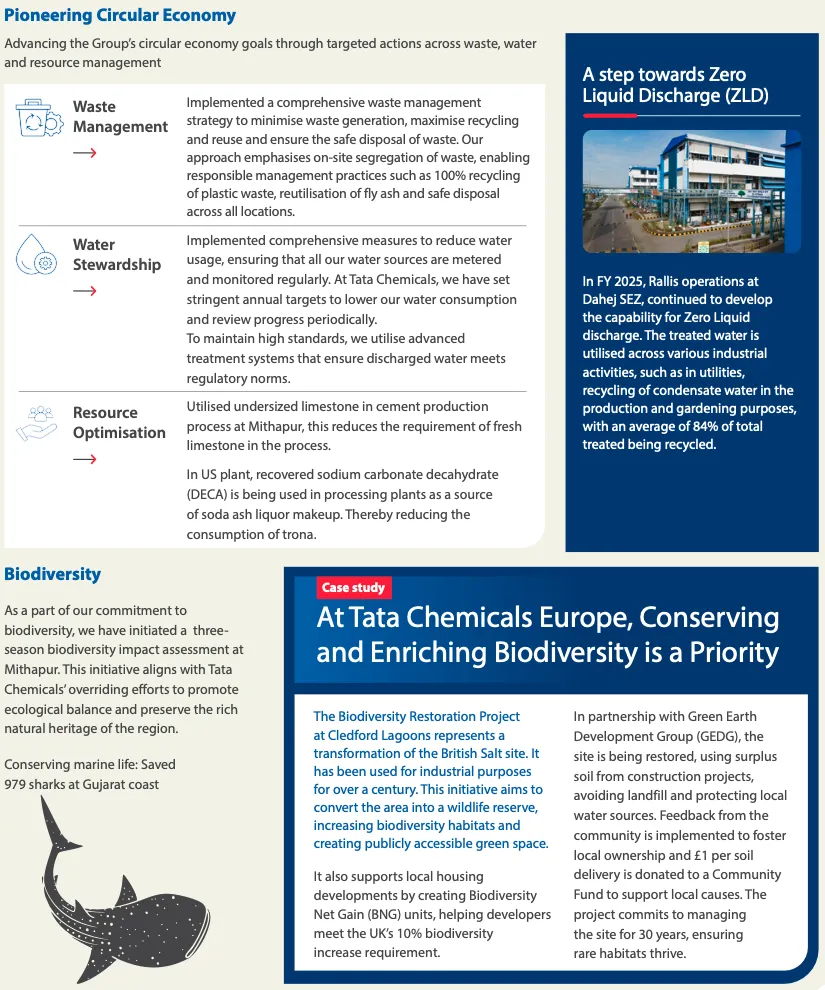 Pioneering Circular Economy
Advancing the Group's circular economy goals through targeted actions across waste, water
and resource management
Waste
Management
Implemented a comprehensive waste management
strategy to minimise waste generation, maximise recycling
and reuse and ensure the safe disposal of waste. Our
approach emphasises on-site segregation of waste, enabling
responsible management practices such as 100% recycling
of plastic waste, reutilisation of fly ash and safe disposal
across all locations.
Water
Stewardship
Implemented comprehensive measures to reduce water
usage, ensuring that all our water sources are metered
and monitored regularly. At Tata Chemicals, we have set
stringent annual targets to lower our water consumption
and review progress periodically.
To maintain high standards, we utilise advanced
treatment systems that ensure discharged water meets
regulatory norms.
Resource
Optimisation
Utilised undersized limestone in cement production
process at Mithapur, this reduces the requirement of fresh
limestone in the process.
In US plant, recovered sodium carbonate decahydrate
(DECA) is being used in processing plants as a source
of soda ash liquor makeup. Thereby reducing the
consumption of trona.
A step towards Zero
Liquid Discharge (ZLD)
In FY 2025, Rallis operations at
Dahej SEZ, continued to develop
the capability for Zero Liquid
discharge. The treated water is
utilised across various industrial
activities, such as in utilities,
recycling of condensate water in the
production and gardening purposes,
with an average of 84% of total
treated being recycled.
Biodiversity
As a part of our commitment to
biodiversity, we have initiated a three-
season biodiversity impact assessment at
Mithapur. This initiative aligns with Tata
Chemicals' overriding efforts to promote
ecological balance and preserve the rich
natural heritage of the region.
Conserving marine life: Saved
979 sharks at Gujarat coast
Case study
At Tata Chemicals Europe, Conserving
and Enriching Biodiversity is a Priority
The Biodiversity Restoration Project
at Cledford Lagoons represents a
transformation of the British Salt site. It
has been used for industrial purposes
for over a century. This initiative aims to
convert the area into a wildlife reserve,
increasing biodiversity habitats and
creating publicly accessible green space.
It also supports local housing
developments by creating Biodiversity
Net Gain (BNG) units, helping developers
meet the UK's 10% biodiversity
increase requirement.
In partnership with Green Earth
Development Group (GEDG), the
site is being restored, using surplus
soil from construction projects,
avoiding landfill and protecting local
water sources. Feedback from the
community is implemented to foster
local ownership and £1 per soil
delivery is donated to a Community
Fund to support local causes. The
project commits to managing
the site for 30 years, ensuring
rare habitats thrive.